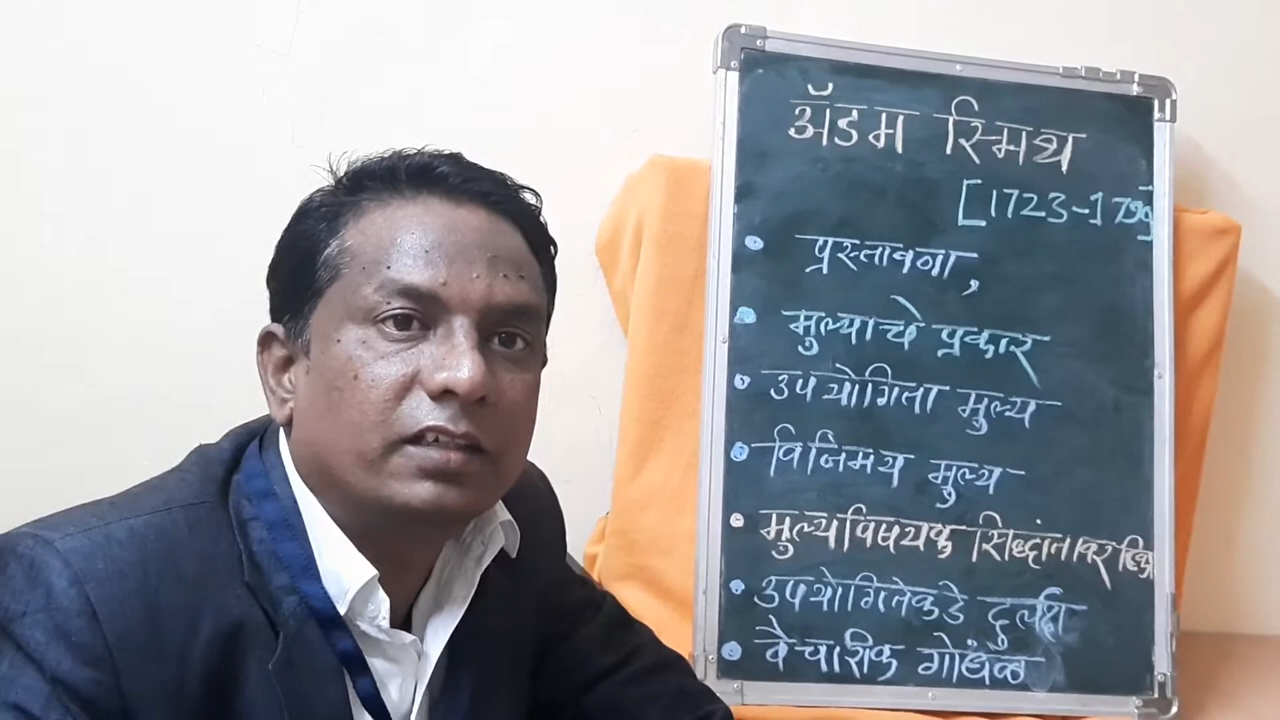 ॲडम स्मिथ
[1723-1790]
प्रस्तावना,
मुल्याचे प्रकार
उपयोगिता मुल्य
विनिमय मुल्य
मुल्यविषयक सिद्धांतावर
उपयोगितेकडे दुर्लक्ष
वैचारिक गोंधळ